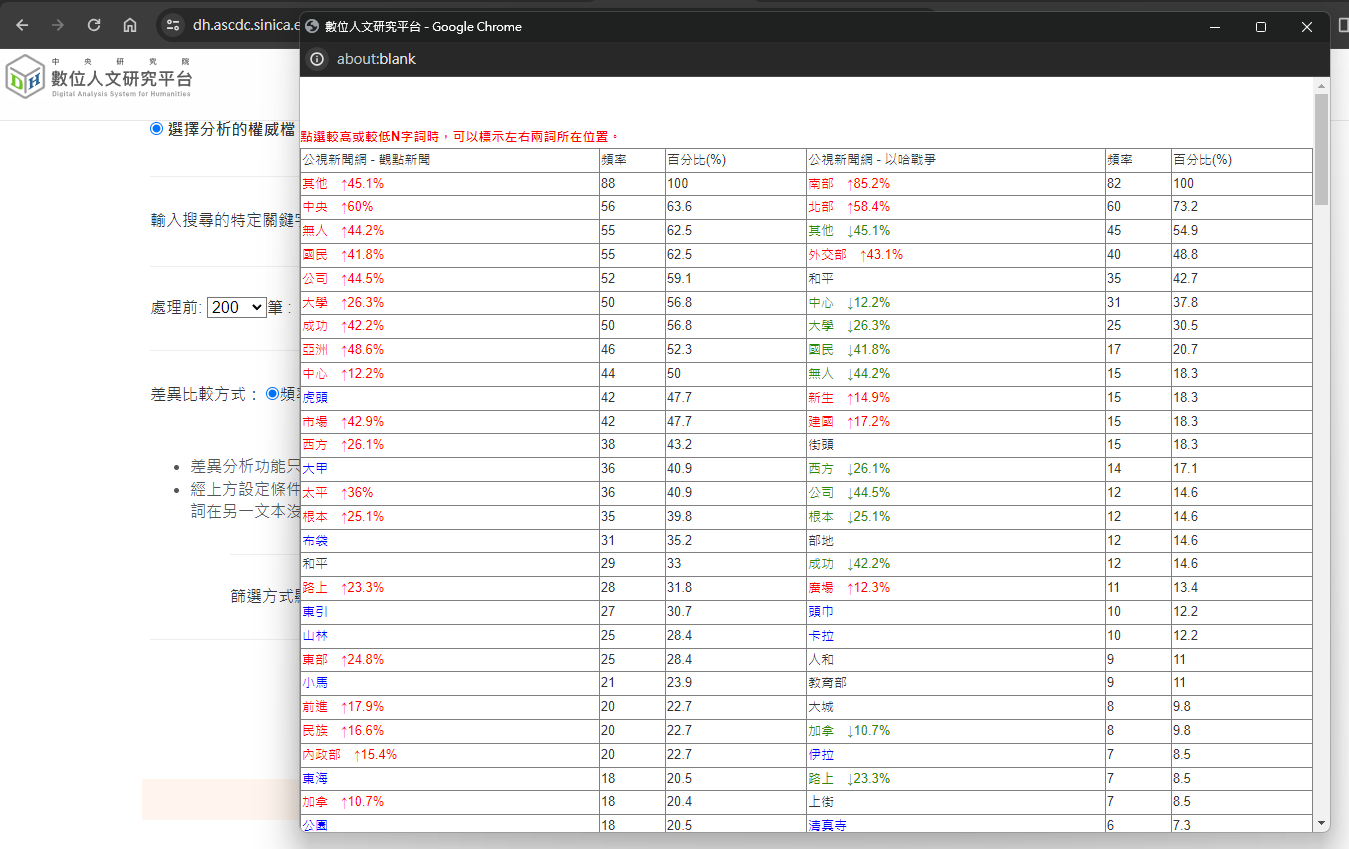 數位人文研究平台 - Google Chrome
dh.ascdc.sinica.e
about:blank
中央研究院
數位人文研究平台
Digital Analysis System for Humanities
選擇分析的權威檔
輸入搜尋的特定關鍵字
處理前: 200 筆 :
差異比較方式： 頻率
差異分析功能只
經上方設定條件
詞在另一文本沒
篩選方式
點選較高或較低N字詞時，可以標示左右兩詞所在位置。
公視新聞網 - 觀點新聞 頻率 百分比(%) 公視新聞網 - 以哈戰爭 頻率 百分比(%)
其他 ↑45.1% 88 100 南部 ↑85.2% 82 100
中央 ↑60% 56 63.6 北部 ↑58.4% 60 73.2
無人 ↑44.2% 55 62.5 其他 ↓45.1% 45 54.9
國民 ↑41.8% 55 62.5 外交部 ↑43.1% 40 48.8
公司 ↑44.5% 52 59.1 和平 35 42.7
大學 ↑26.3% 50 56.8 中心 ↓12.2% 31 37.8
成功 ↑42.2% 50 56.8 大學 ↓26.3% 25 30.5
亞洲 ↑48.6% 46 52.3 國民 ↓41.8% 17 20.7
中心 ↑12.2% 44 50 無人 ↓44.2% 15 18.3
虎頭 42 47.7 新生 ↑14.9% 15 18.3
市場 ↑42.9% 42 47.7 建國 ↑17.2% 15 18.3
西方 ↑26.1% 38 43.2 街頭 15 18.3
大甲 36 40.9 西方 ↓26.1% 14 17.1
太平 ↑36% 36 40.9 公司 ↓44.5% 12 14.6
根本 ↑25.1% 35 39.8 根本 ↓25.1% 12 14.6
布袋 31 35.2 部地 12 14.6
和平 29 33 成功 ↓42.2% 12 14.6
路上 ↑23.3% 28 31.8 廣場 ↑12.3% 11 13.4
東引 27 30.7 頭巾 10 12.2
山林 25 28.4 卡拉 10 12.2
東部 ↑24.8% 25 28.4 人和 9 11
小馬 21 23.9 教育部 9 11
前進 ↑17.9% 20 22.7 大城 8 9.8
民族 ↑16.6% 20 22.7 加拿 ↓10.7% 8 9.8
內政部 ↑15.4% 20 22.7 伊拉 7 8.5
東海 18 20.5 路上 ↓23.3% 7 8.5
加拿 ↑10.7% 18 20.4 上街 7 8.5
公園 18 20.5 清真寺 6 7.3